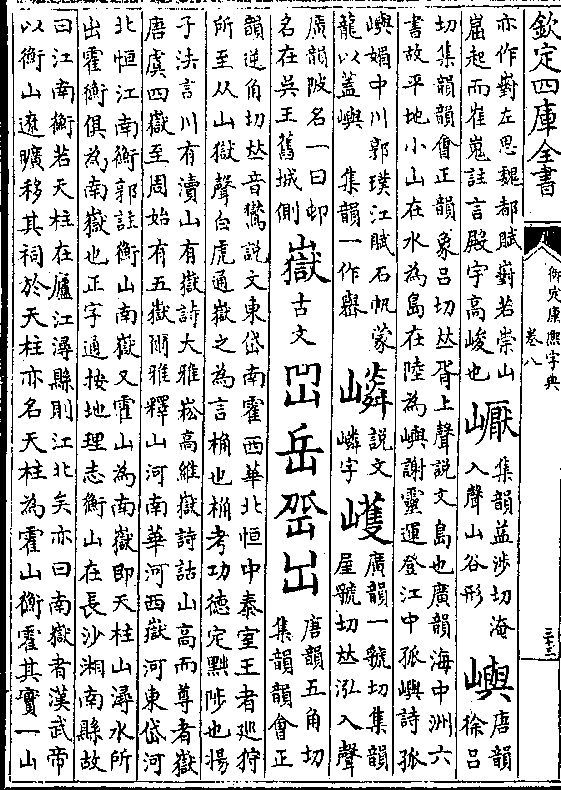 欽定四庫全書
御定康熙字典
卷八
亦作㠎左思魏都賦㠎若崇山
崛起而崔嵬註言殿宇高峻也
𡾋
集韻益涉切淹
入聲山谷形
嶼
唐韻
徐呂
切集韻韻會正韻象呂切𠀤胥上聲說文島也廣韻海中洲六
書故平地小山在水為島在陸為嶼謝靈運登江中孤嶼詩孤
嶼媚中川郭璞江賦石帆蒙
龍以蓋嶼 集韻一作㠘
說文
嶙字
嶻
廣韻一虢切集韻
屋虢切𠀤泓入聲
廣韻陂名一曰邺
名在吳王舊城側
嶽
古文
岳
唐韻五角切
集韻韻會正
韻逆角切𠀤音鸑說文東岱南霍西華北恒中泰室王者廵狩
所至从山獄聲白虎通嶽之為言桷也桷考功德定黜陟也揚
子法言川有瀆山有嶽詩大雅崧高維嶽詩詁山高而尊者嶽
唐虞四嶽至周始有五嶽爾雅釋山河南華河西嶽河東岱河
北恒江南衡郭註衡山南嶽又霍山為南嶽即天柱山潯水所
出霍衡俱為南嶽也正字通按地理志衡山在長沙湘南縣故
曰江南衡若天柱在廬江潯縣則江北矣亦曰南嶽者漢武帝
以衡山遼曠移其祠於天柱亦名天柱為霍山衡霍其實一山